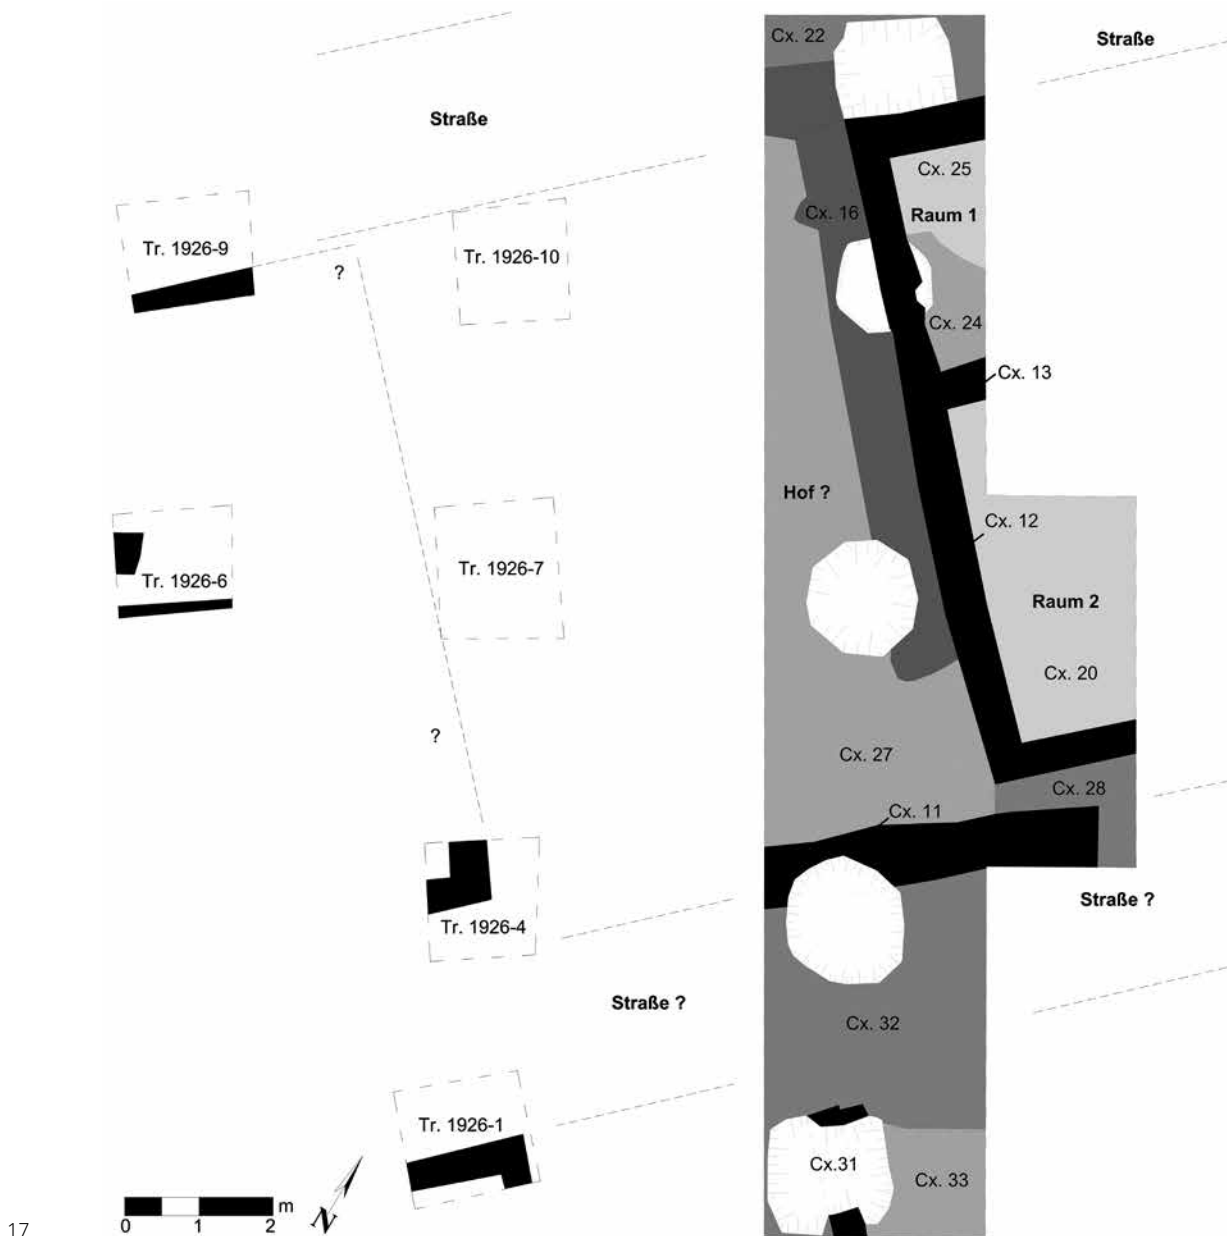 Cx. 22
Straße
Straße
Cx. 25
Cx. 16
Raum 1
Tr. 1926-9
Tr. 1926-10
?
Cx. 24
Cx. 13
Hof ?
Cx. 12
Tr. 1926-6
Tr. 1926-7
Raum 2
Cx. 20
?
Cx. 27
Cx. 28
Cx. 11
Straße ?
Tr. 1926-4
Straße ?
Cx. 32
Tr. 1926-1
Cx.31
Cx. 33
m
N
0 1 2
17